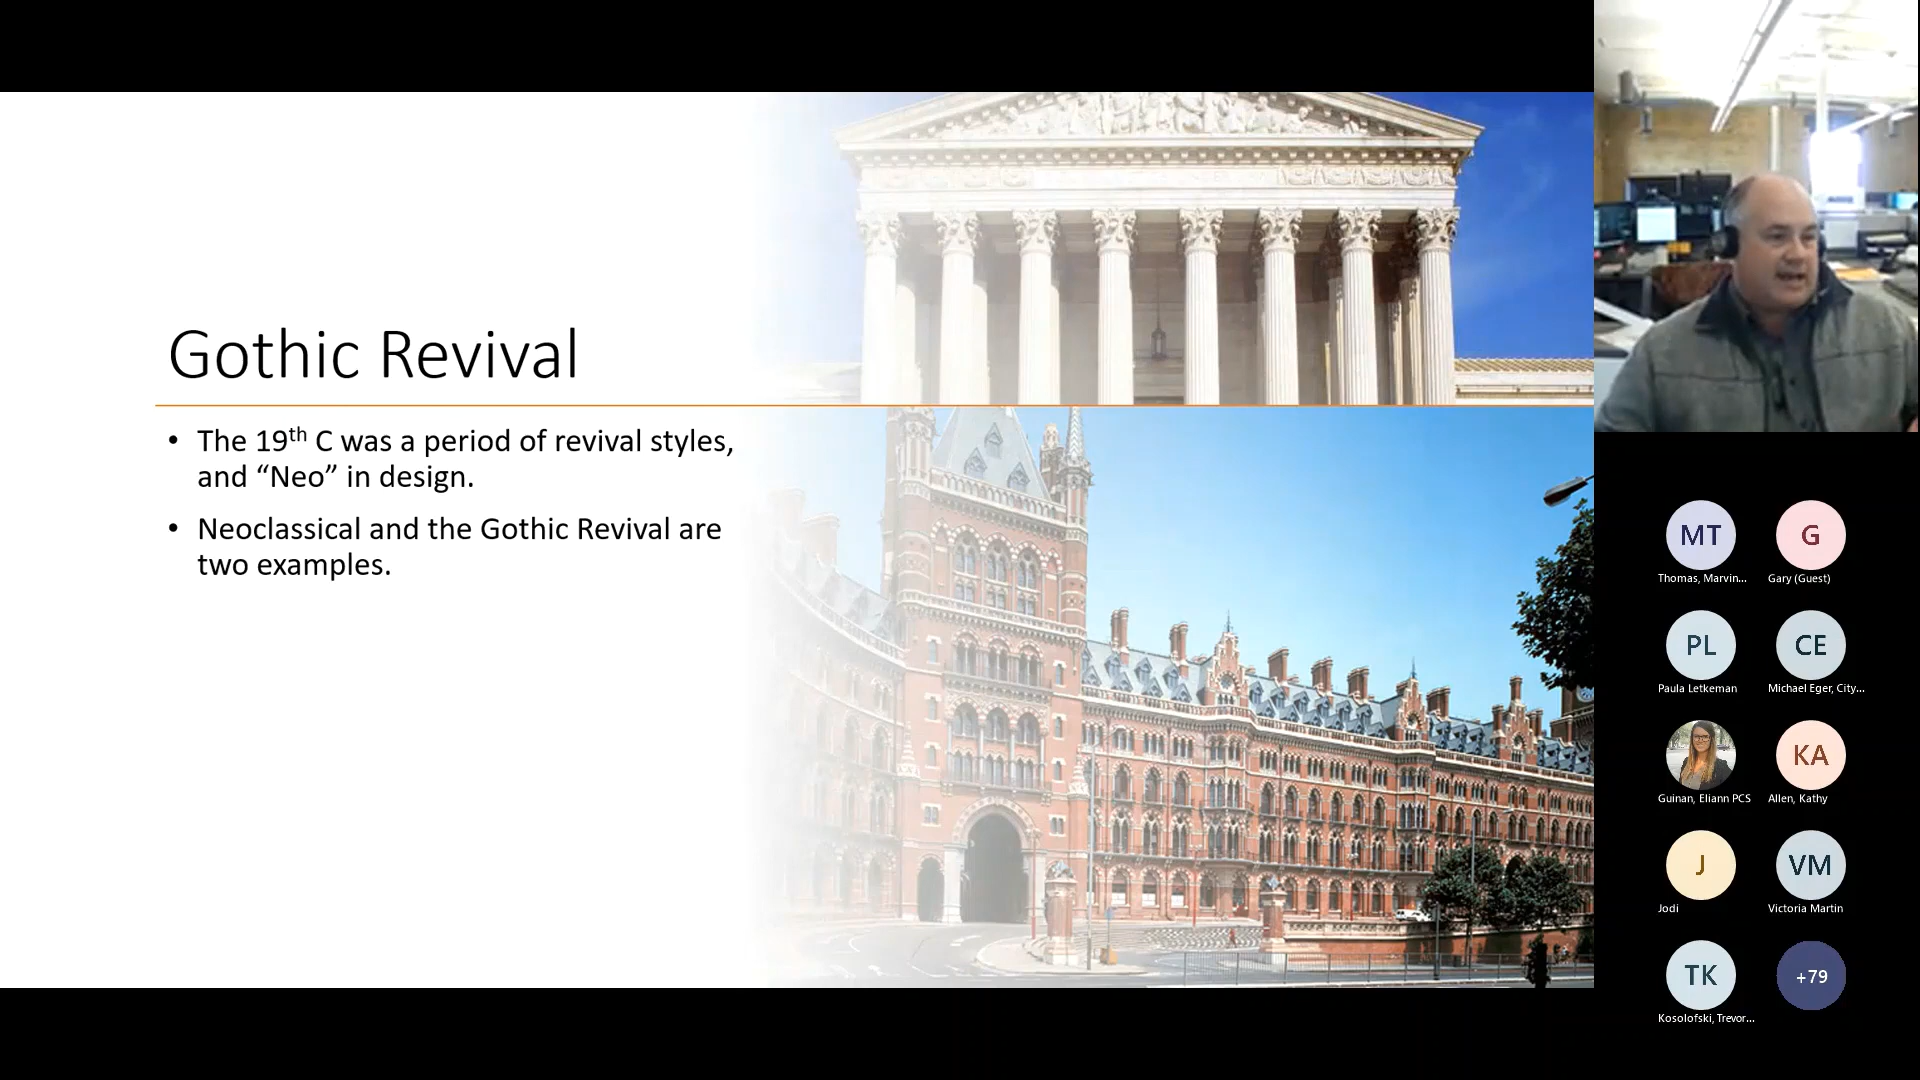 Gothic Revival
• The 19th C was a period of revival styles,
and “Neo” in design.
• Neoclassical and the Gothic Revival are
two examples.
MT
Thomas, Marvin...
G
Gary (Guest)
PL
Paula Letkeman
CE
Michael Eger, City...
Guinan, Eliann PCS
KA
Allen, Kathy
J
Jodi
VM
Victoria Martin
TK
Kosolofski, Trevor...
+79